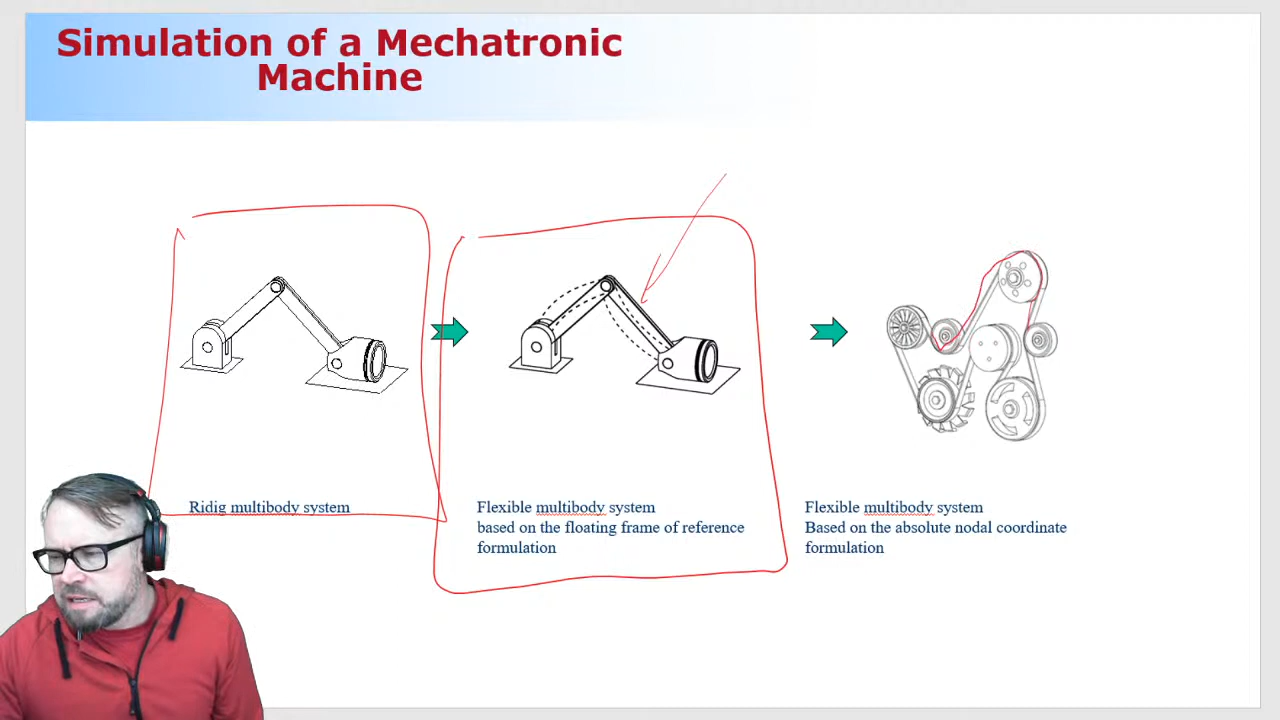 Simulation of a Mechatronic
Machine
Ridig multibody system
Flexible multibody system
based on the floating frame of reference
formulation
Flexible multibody system
Based on the absolute nodal coordinate
formulation